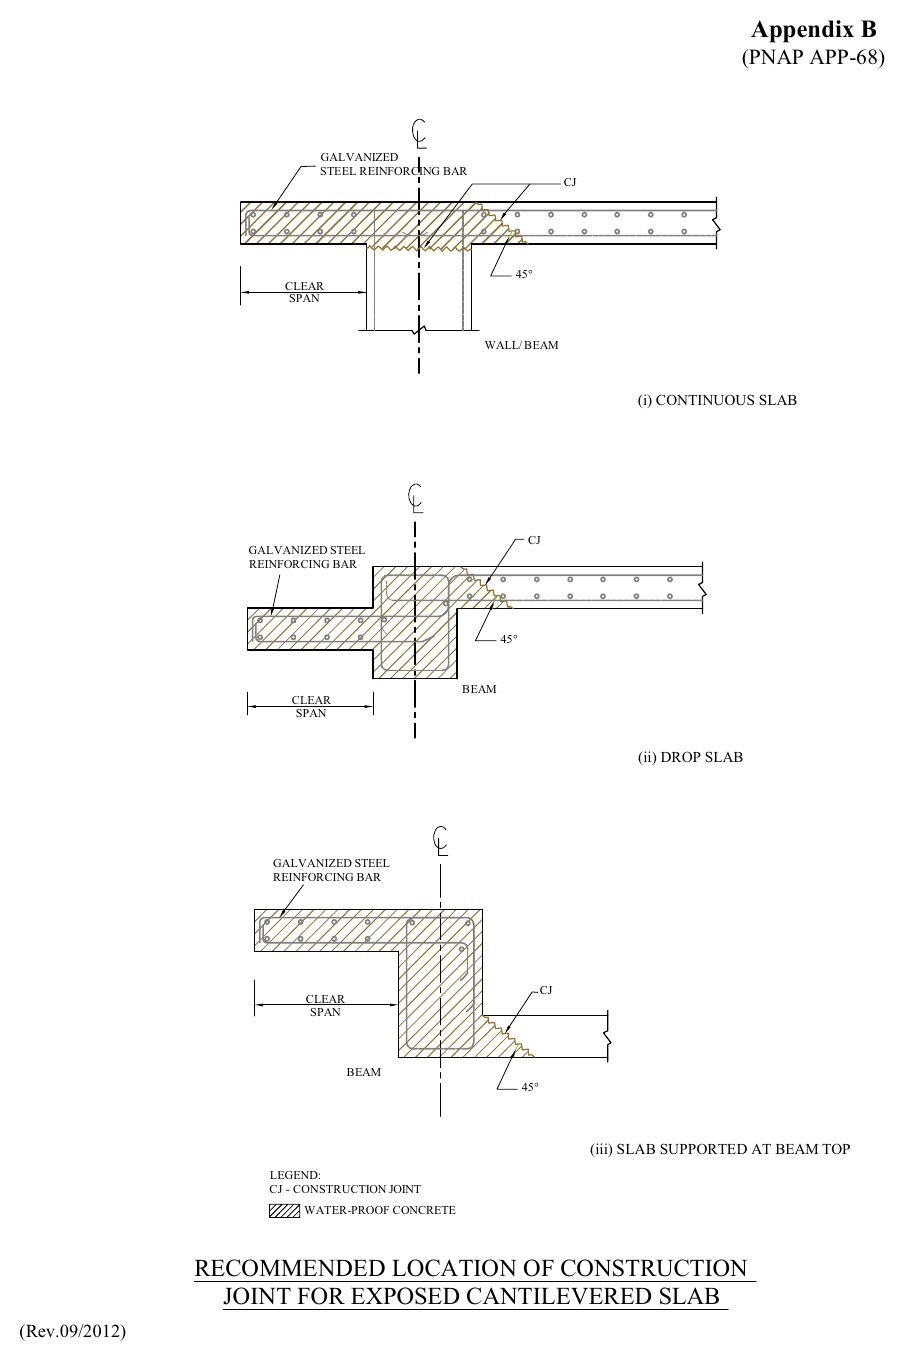 Appendix B
(PNAP APP-68)
℄
GALVANIZED
STEEL REINFORCING BAR
CJ
45°
CLEAR
SPAN
WALL/ BEAM
(i) CONTINUOUS SLAB
℄
CJ
GALVANIZED STEEL
REINFORCING BAR
45°
BEAM
CLEAR
SPAN
(ii) DROP SLAB
℄
GALVANIZED STEEL
REINFORCING BAR
CJ
CLEAR
SPAN
BEAM
45°
(iii) SLAB SUPPORTED AT BEAM TOP
LEGEND:
CJ - CONSTRUCTION JOINT
WATER-PROOF CONCRETE
RECOMMENDED LOCATION OF CONSTRUCTION
JOINT FOR EXPOSED CANTILEVERED SLAB
(Rev.09/2012)